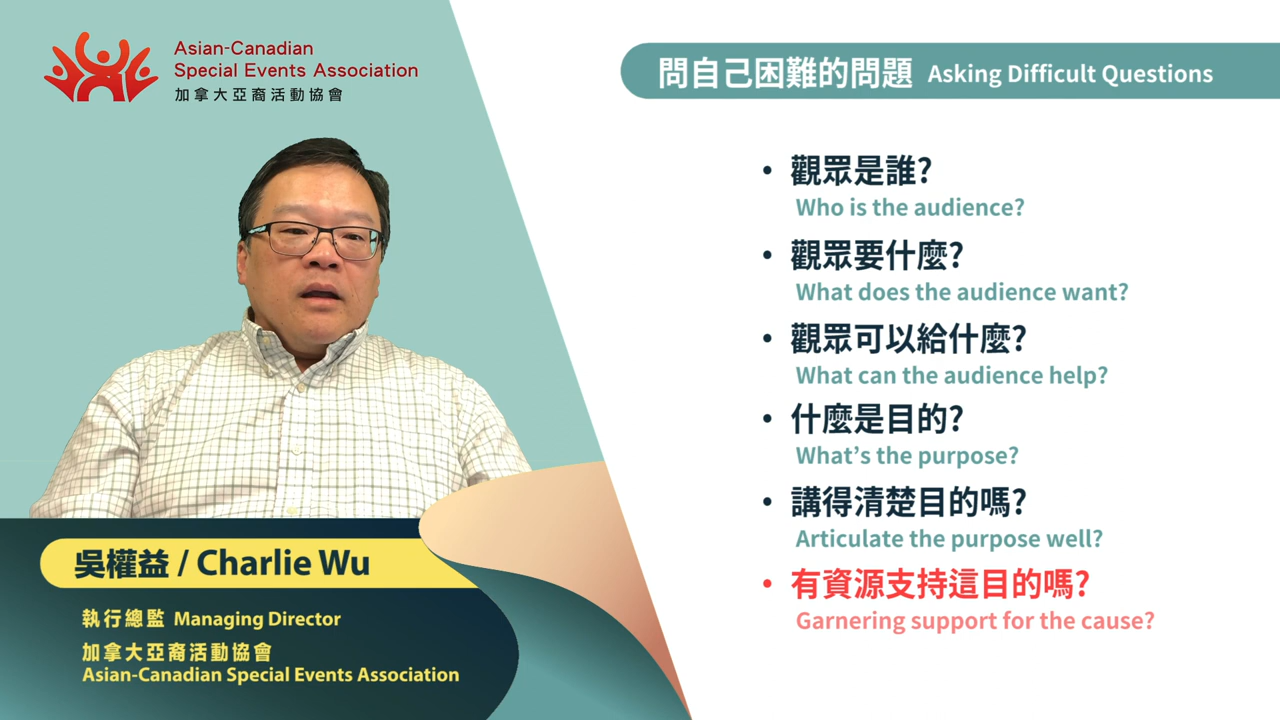 Asian-Canadian
Special Events Association
加拿大亞裔活動協會
問自己困難的問題 Asking Difficult Questions
• 觀眾是誰?
Who is the audience?
• 觀眾要什麼?
What does the audience want?
• 觀眾可以給什麼?
What can the audience help?
• 什麼是目的?
What's the purpose?
• 講得清楚目的嗎?
Articulate the purpose well?
• 有資源支持這目的嗎?
Garnering support for the cause?
吳權益 / Charlie Wu
執行總監 Managing Director
加拿大亞裔活動協會
Asian-Canadian Special Events Association